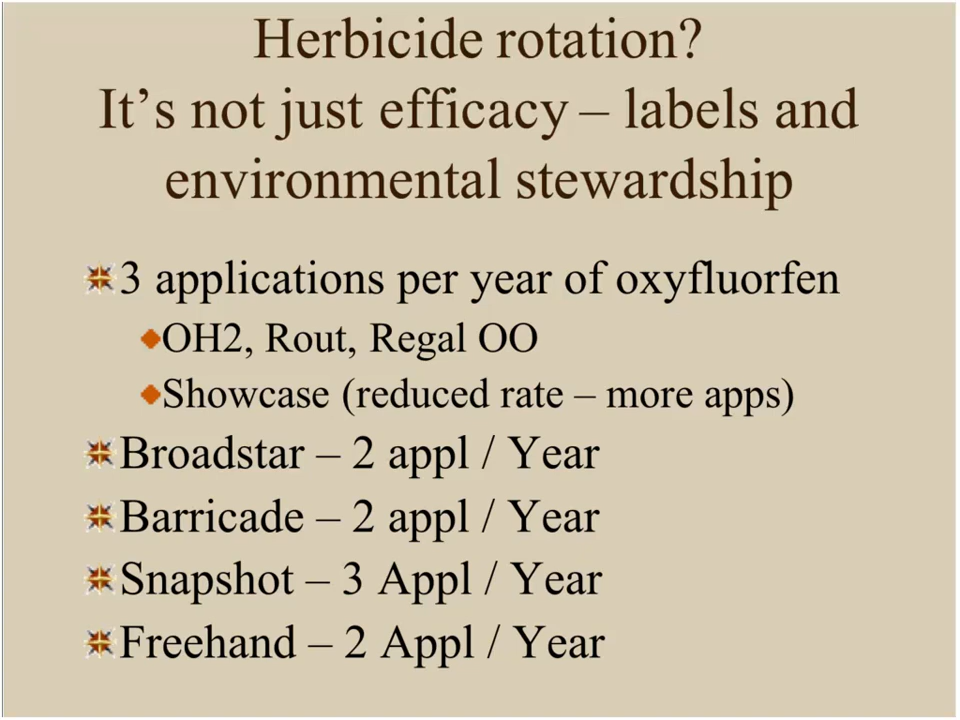 Herbicide rotation?
It's not just efficacy – labels and
environmental stewardship
3 applications per year of oxyfluorfen
OH2, Rout, Regal OO
Showcase (reduced rate – more apps)
Broadstar – 2 appl / Year
Barricade – 2 appl / Year
Snapshot – 3 Appl / Year
Freehand – 2 Appl / Year